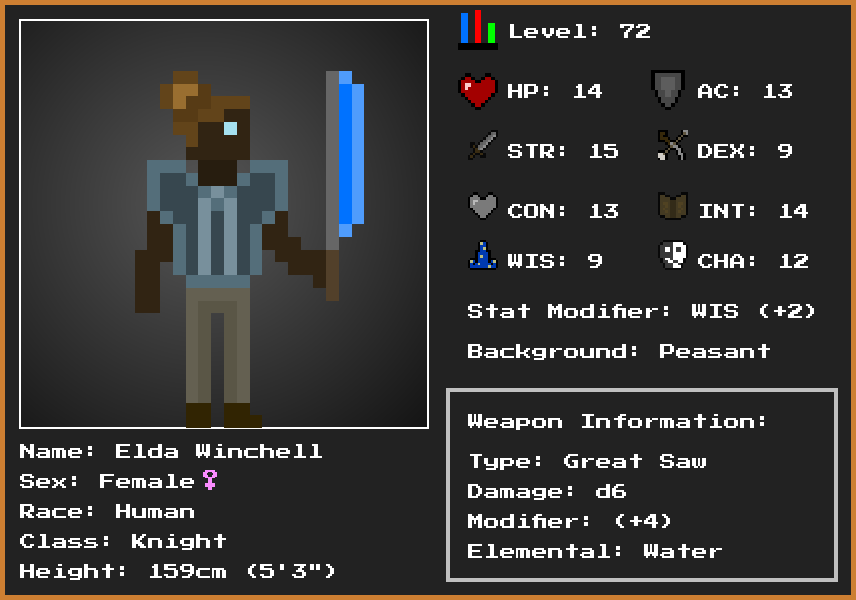 Level: 72
HP: 14 AC: 13
STR: 15 DEX: 9
CON: 13 INT: 14
WIS: 9 CHA: 12
Stat Modifier: WIS (+2)
Background: Peasant
Weapon Information:
Type: Great Saw
Damage: d6
Modifier: (+4)
Elemental: Water
Name: Elda Winchell
Sex: Female♀
Race: Human
Class: Knight
Height: 159cm (5'3")